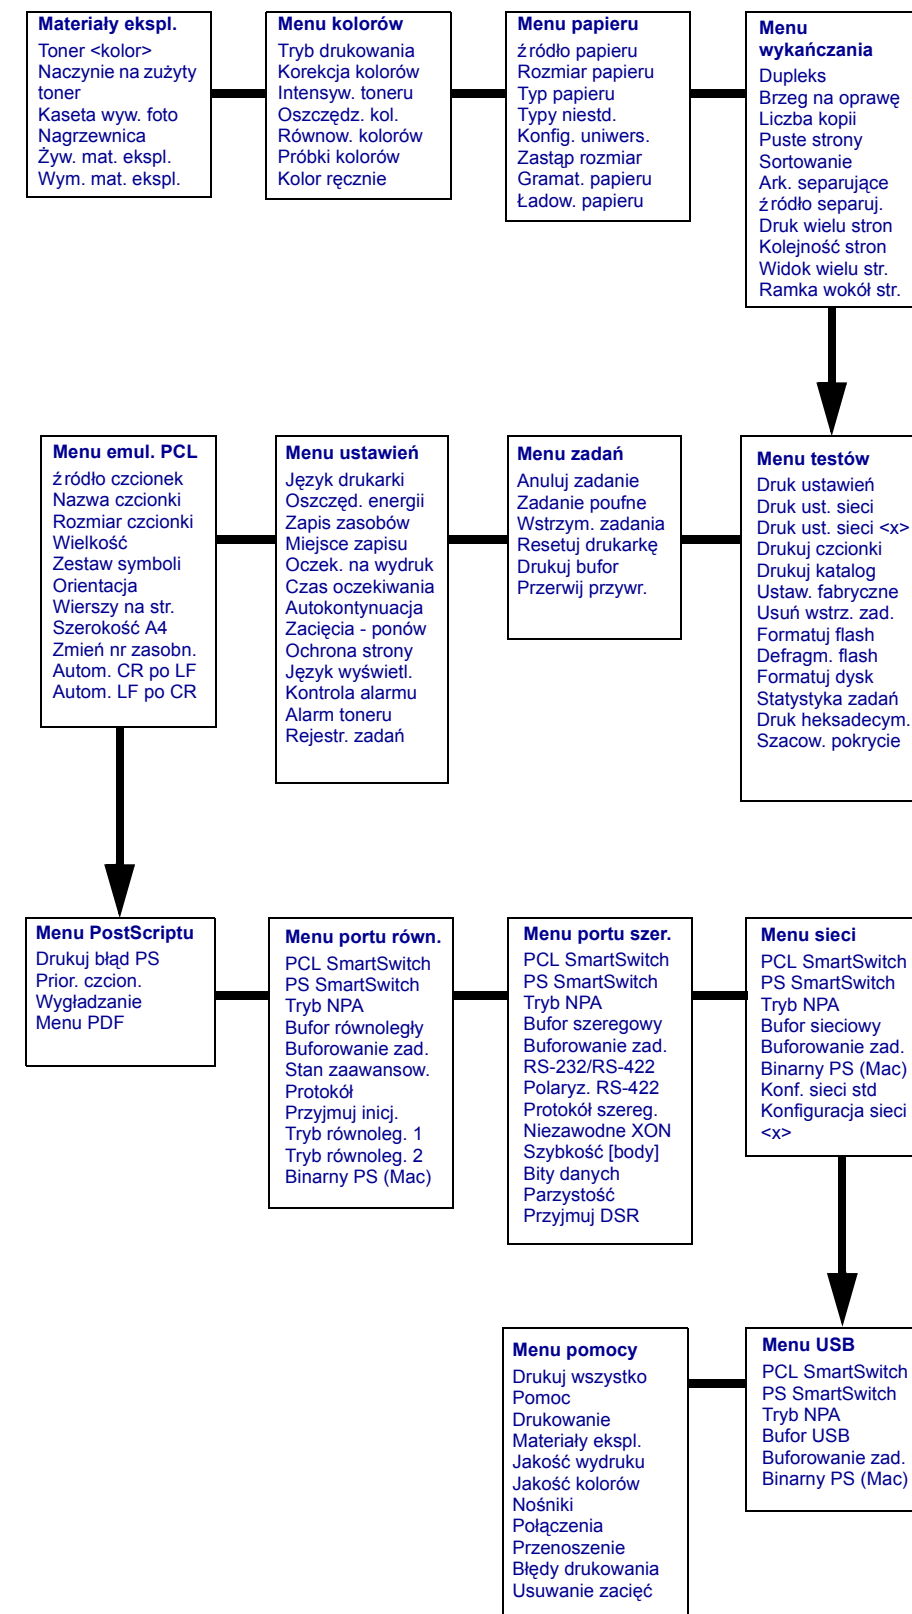 Materiały ekspl.
Toner <kolor>
Naczynie na zużyty
toner
Kaseta wyw. foto
Nagrzewnica
Żyw. mat. ekspl.
Wym. mat. ekspl.
Menu kolorów
Tryb drukowania
Korekcja kolorów
Intensyw. toneru
Oszczędz. kol.
Równow. kolorów
Próbki kolorów
Kolor ręcznie
Menu papieru
źródło papieru
Rozmiar papieru
Typ papieru
Typy niestd.
Konfig. uniwers.
Zastąp rozmiar
Gramat. papieru
Ładow. papieru
Menu
wykańczania
Dupleks
Brzeg na oprawę
Liczba kopii
Puste strony
Sortowanie
Ark. separujące
źródło separuj.
Druk wielu stron
Kolejność stron
Widok wielu str.
Ramka wokół str.
Menu emul. PCL
źródło czcionek
Nazwa czcionki
Rozmiar czcionki
Wielkość
Zestaw symboli
Orientacja
Wierszy na str.
Szerokość A4
Zmień nr zasobn.
Autom. CR po LF
Autom. LF po CR
Menu ustawień
Język drukarki
Oszczęd. energii
Zapis zasobów
Miejsce zapisu
Oczek. na wydruk
Czas oczekiwania
Autokontynuacja
Zacięcia - ponów
Ochrona strony
Język wyświetl.
Kontrola alarmu
Alarm toneru
Rejestr. zadań
Menu zadań
Anuluj zadanie
Zadanie poufne
Wstrzym. zadania
Resetuj drukarkę
Drukuj bufor
Przerwij przywr.
Menu testów
Druk ustawień
Druk ust. sieci
Druk ust. sieci <x>
Drukuj czcionki
Drukuj katalog
Ustaw. fabryczne
Usuń wstrz. zad.
Formatuj flash
Defragm. flash
Formatuj dysk
Statystyka zadań
Druk heksadecym.
Szacow. pokrycie
Menu PostScriptu
Drukuj błąd PS
Prior. czcion.
Wygładzanie
Menu PDF
Menu portu równ.
PCL SmartSwitch
PS SmartSwitch
Tryb NPA
Bufor równoległy
Buforowanie zad.
Stan zaawansow.
Protokół
Przyjmuj inicj.
Tryb równoleg. 1
Tryb równoleg. 2
Binarny PS (Mac)
Menu portu szer.
PCL SmartSwitch
PS SmartSwitch
Tryb NPA
Bufor szeregowy
Buforowanie zad.
RS-232/RS-422
Polaryz. RS-422
Protokół szereg.
Niezawodne XON
Szybkość [body]
Bity danych
Parzystość
Przyjmuj DSR
Menu sieci
PCL SmartSwitch
PS SmartSwitch
Tryb NPA
Bufor sieciowy
Buforowanie zad.
Binarny PS (Mac)
Konf. sieci std
Konfiguracja sieci
<x>
Menu pomocy
Drukuj wszystko
Pomoc
Drukowanie
Materiały ekspl.
Jakość wydruku
Jakość kolorów
Nośniki
Połączenia
Przenoszenie
Błędy drukowania
Usuwanie zacięć
Menu USB
PCL SmartSwitch
PS SmartSwitch
Tryb NPA
Bufor USB
Buforowanie zad.
Binarny PS (Mac)